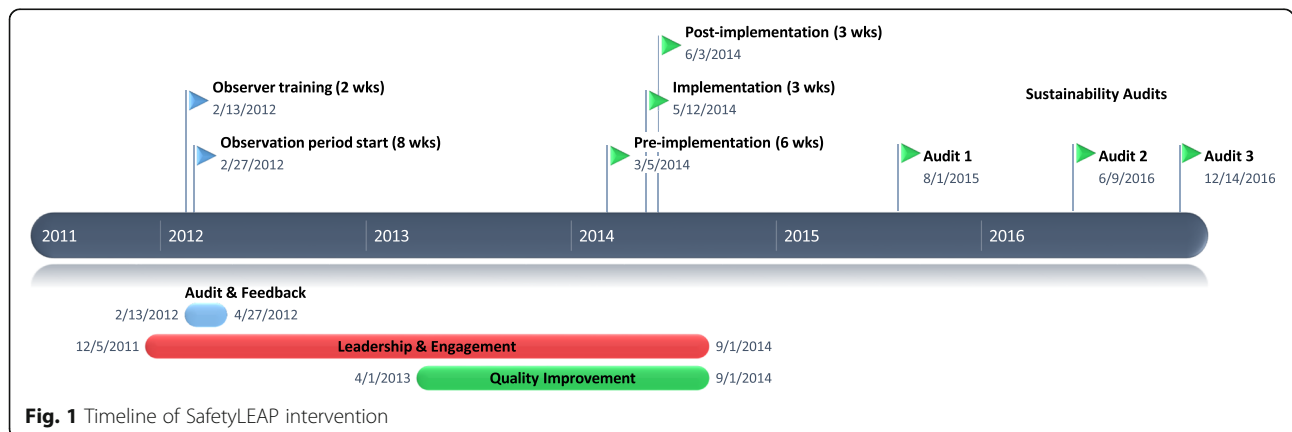 Post-implementation (3 wks)
6/3/2014
Observer training (2 wks)
2/13/2012
Implementation (3 wks)
5/12/2014
Sustainability Audits
Observation period start (8 wks)
2/27/2012
Pre-implementation (6 wks)
3/5/2014
Audit 1
8/1/2015
Audit 2
6/9/2016
Audit 3
12/14/2016
2011 2012 2013 2014 2015 2016
Audit & Feedback
2/13/2012 4/27/2012
12/5/2011 Leadership & Engagement 9/1/2014
4/1/2013 Quality Improvement 9/1/2014
Fig. 1 Timeline of SafetyLEAP intervention